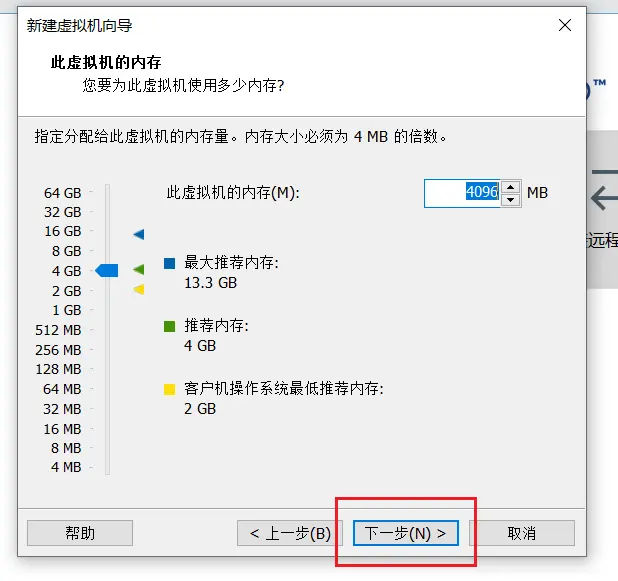 新建虚拟机向导
此虚拟机的内存
您要为此虚拟机使用多少内存?
TM
指定分配给此虚拟机的内存量。内存大小必须为 4 MB 的倍数。
64 GB
32 GB
16 GB
8 GB
4 GB
2 GB
1 GB
512 MB
256 MB
128 MB
64 MB
32 MB
16 MB
8 MB
4 MB
此虚拟机的内存(M):
4096
MB
最大推荐内存:
13.3 GB
推荐内存:
4 GB
客户机操作系统最低推荐内存:
2 GB
远程
帮助
< 上一步(B)
下一步(N) >
取消